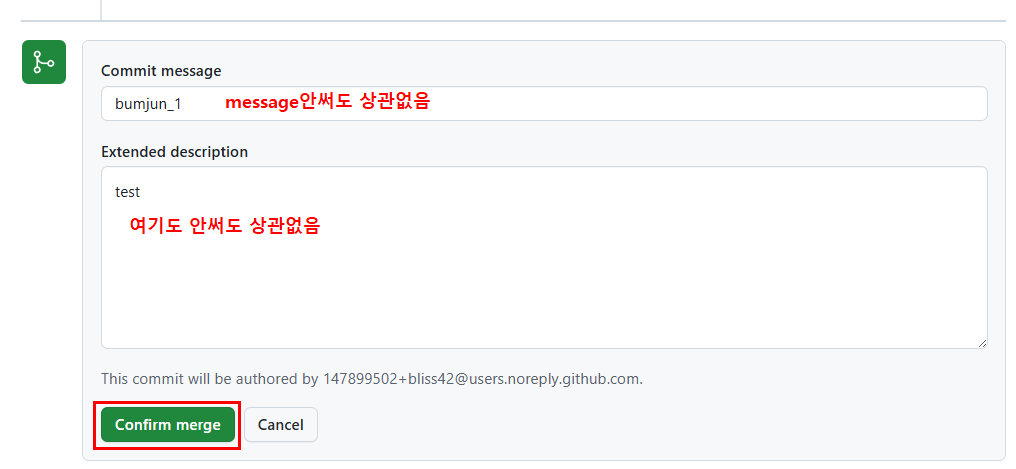 Commit message
bumjun_1 message안써도 상관없음
Extended description
test
여기도 안써도 상관없음
This commit will be authored by 147899502+bliss42@users.noreply.github.com.
Confirm merge Cancel